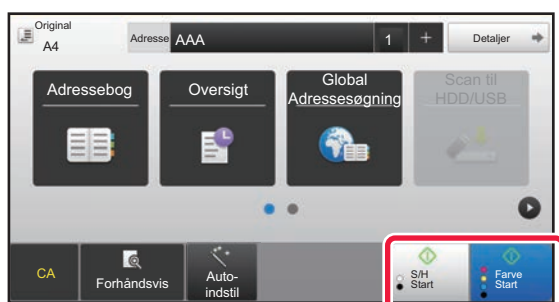 Original
A4
Adresse AAA 1 +
Detaljer
Adressebog
Oversigt
Global
Adressesøgning
Scan til
HDD/USB
CA
Forhåndsvis
Auto-
indstil
S/H
Start
Farve
Start